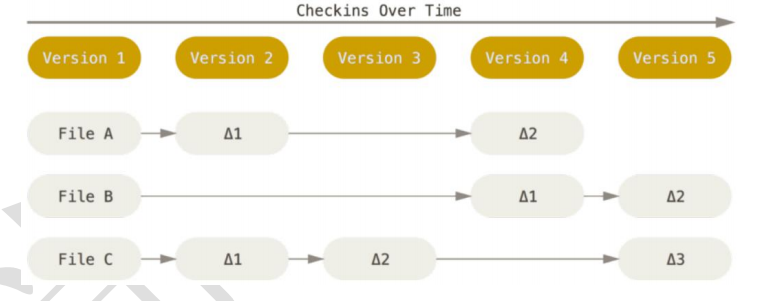 Checkins Over Time
Version 1 Version 2 Version 3 Version 4 Version 5
File A Δ1 Δ2
File B Δ1 Δ2
File C Δ1 Δ2 Δ3